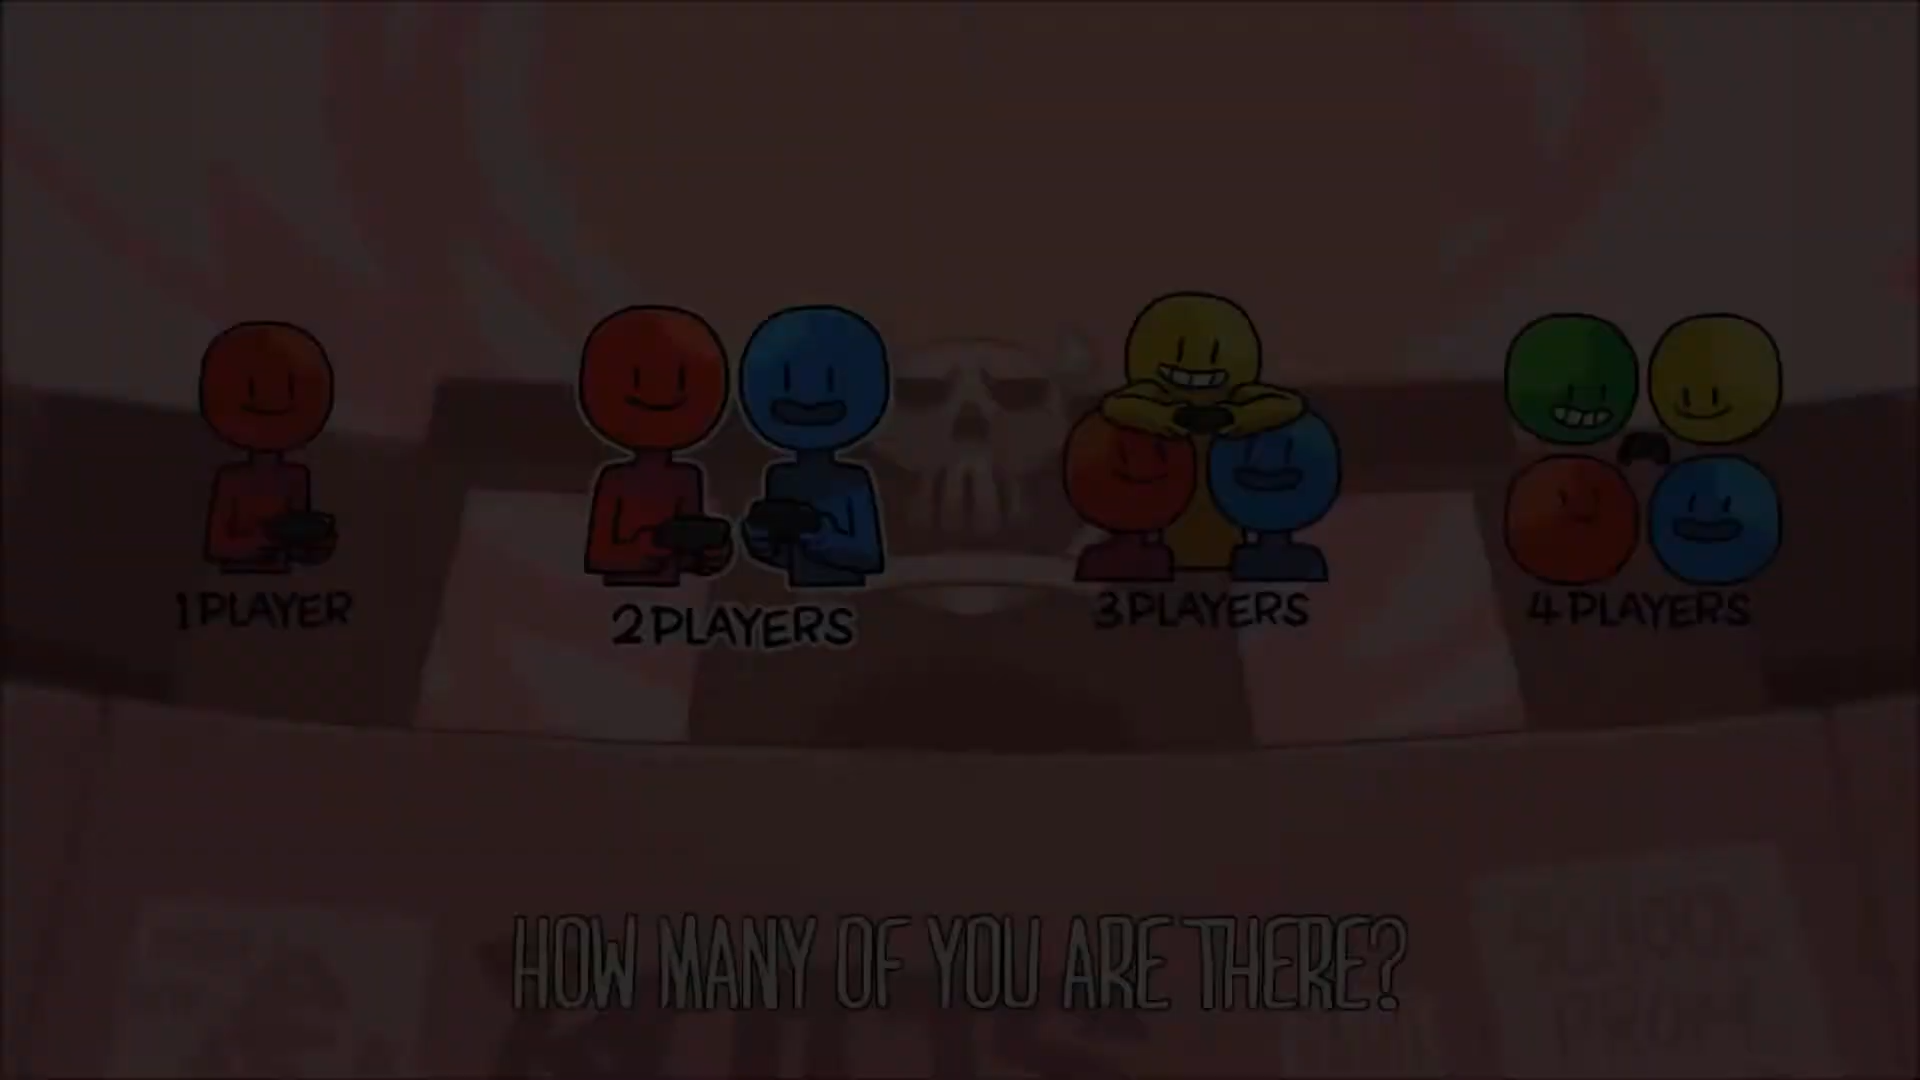 1 PLAYER
2 PLAYERS
3 PLAYERS
4 PLAYERS
HOW MANY OF YOU ARE THERE?